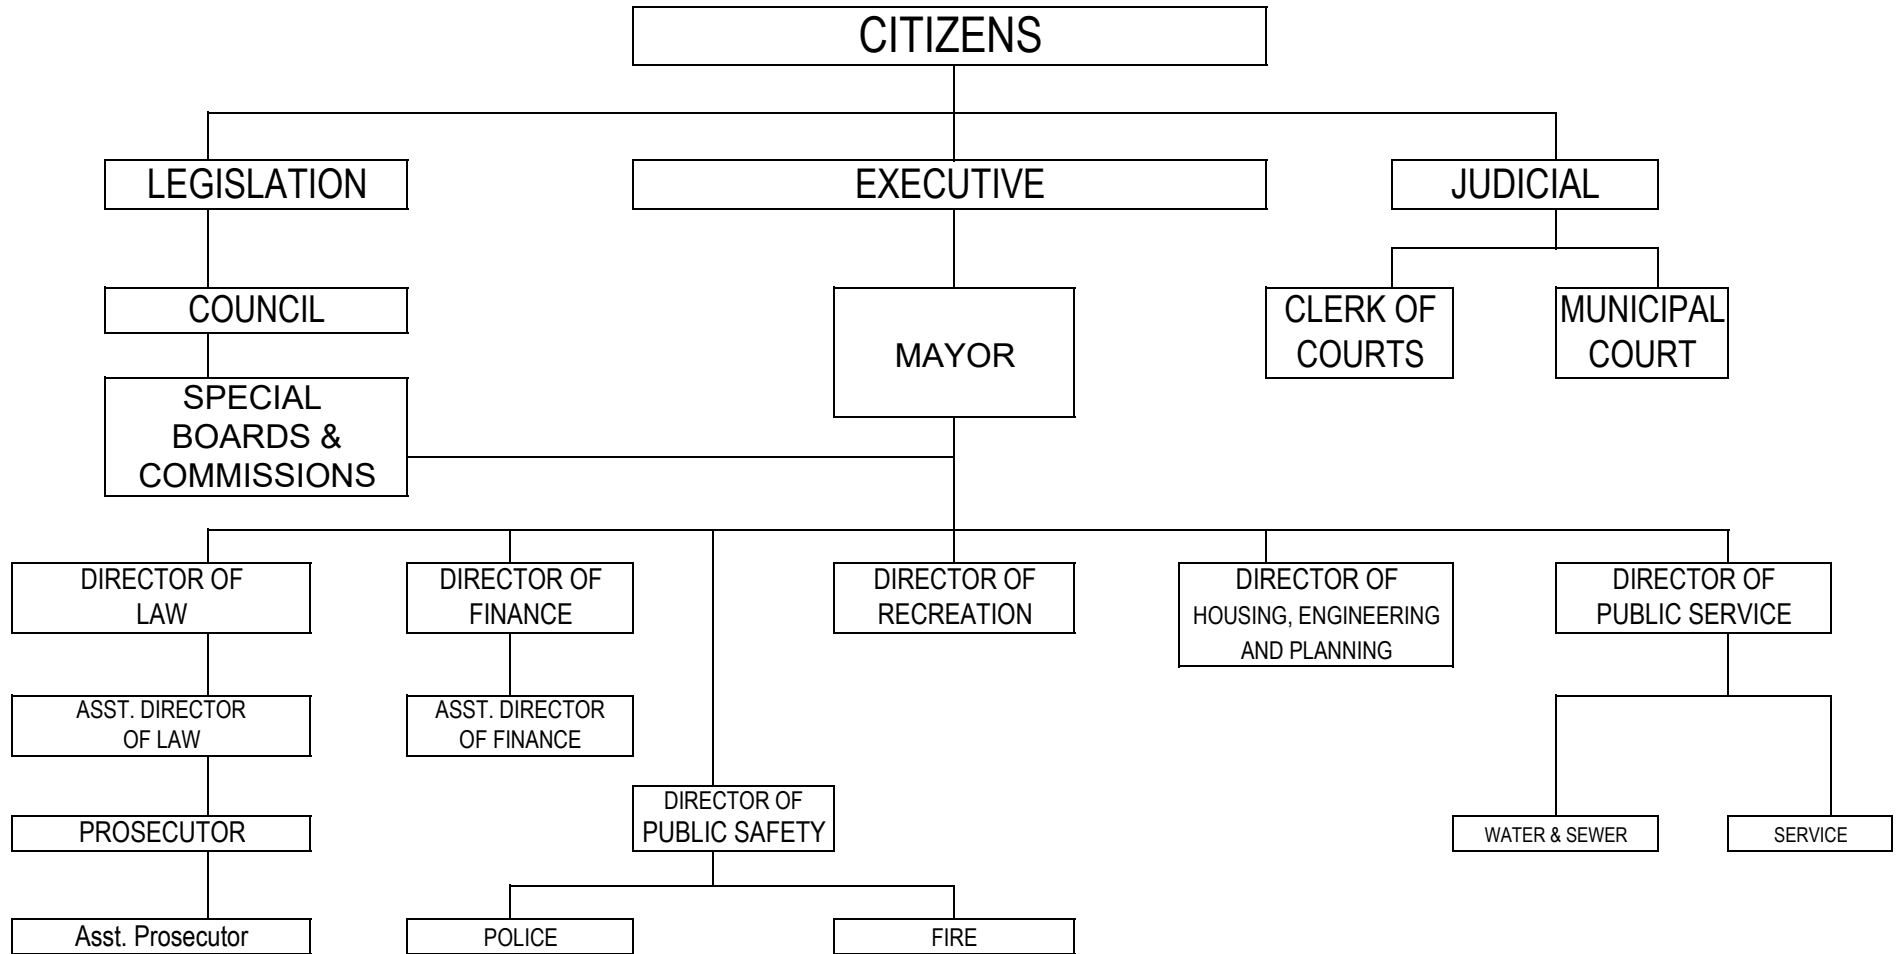 CITIZENS
LEGISLATION
EXECUTIVE
JUDICIAL
COUNCIL
MAYOR
CLERK OF
COURTS
MUNICIPAL
COURT
SPECIAL
BOARDS &
COMMISSIONS
DIRECTOR OF
LAW
DIRECTOR OF
FINANCE
DIRECTOR OF
RECREATION
DIRECTOR OF
HOUSING, ENGINEERING
AND PLANNING
DIRECTOR OF
PUBLIC SERVICE
ASST. DIRECTOR
OF LAW
ASST. DIRECTOR
OF FINANCE
DIRECTOR OF
PUBLIC SAFETY
PROSECUTOR
WATER & SEWER
SERVICE
Asst. Prosecutor
POLICE
FIRE